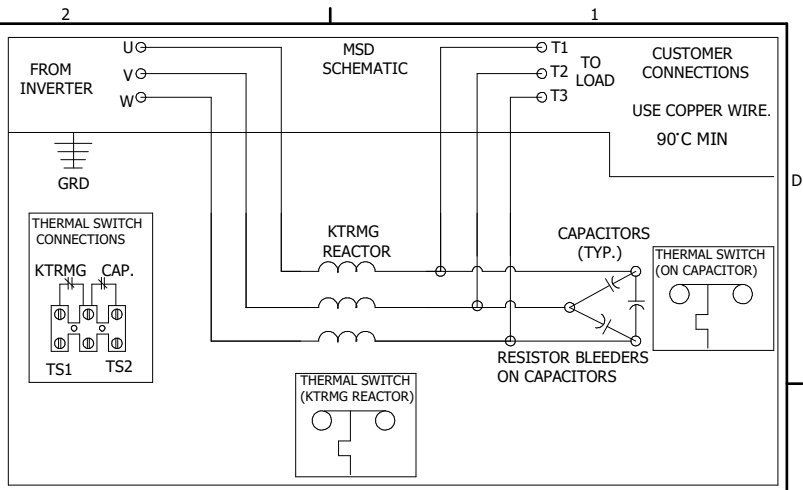 2
1
U
V
W
FROM
INVERTER
MSD
SCHEMATIC
T1
T2
T3
TO
LOAD
CUSTOMER
CONNECTIONS
USE COPPER WIRE.
90°C MIN
D
GRD
THERMAL SWITCH
CONNECTIONS
KTRMG CAP.
TS1 TS2
KTRMG
REACTOR
CAPACITORS
(TYP.)
THERMAL SWITCH
(ON CAPACITOR)
RESISTOR BLEEDERS
ON CAPACITORS
THERMAL SWITCH
(KTRMG REACTOR)